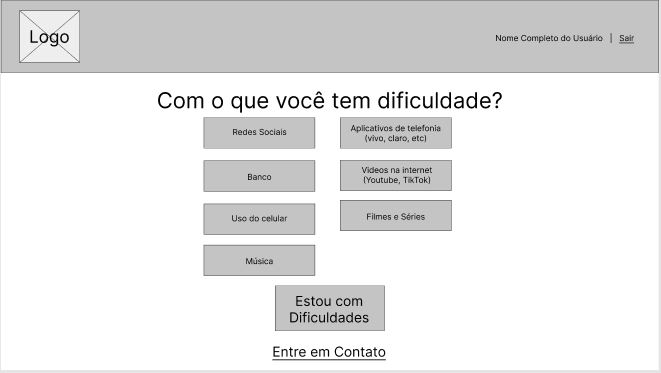 Logo
Nome Completo do Usuário | Sair
Com o que você tem dificuldade?
Redes Sociais
Aplicativos de telefonia
(vivo, claro, etc)
Banco
Videos na internet
(Youtube, TikTok)
Uso do celular
Filmes e Séries
Música
Estou com
Dificuldades
Entre em Contato